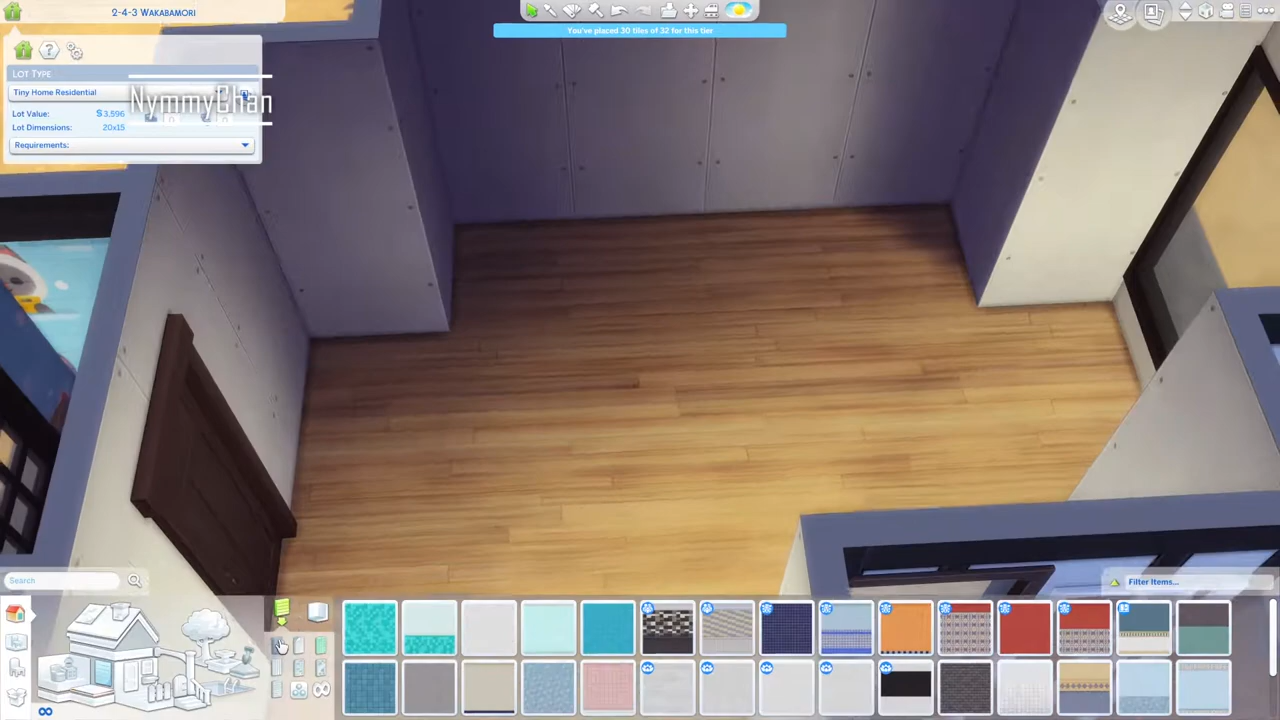 2-4-3 WAKABAMORI
You've placed 30 tiles of 32 for this tier
LOT TYPE
Tiny Home Residential
NymmyChan
Lot Value: §3,596
Lot Dimensions: 20x15
Requirements:
Search
Filter Items...